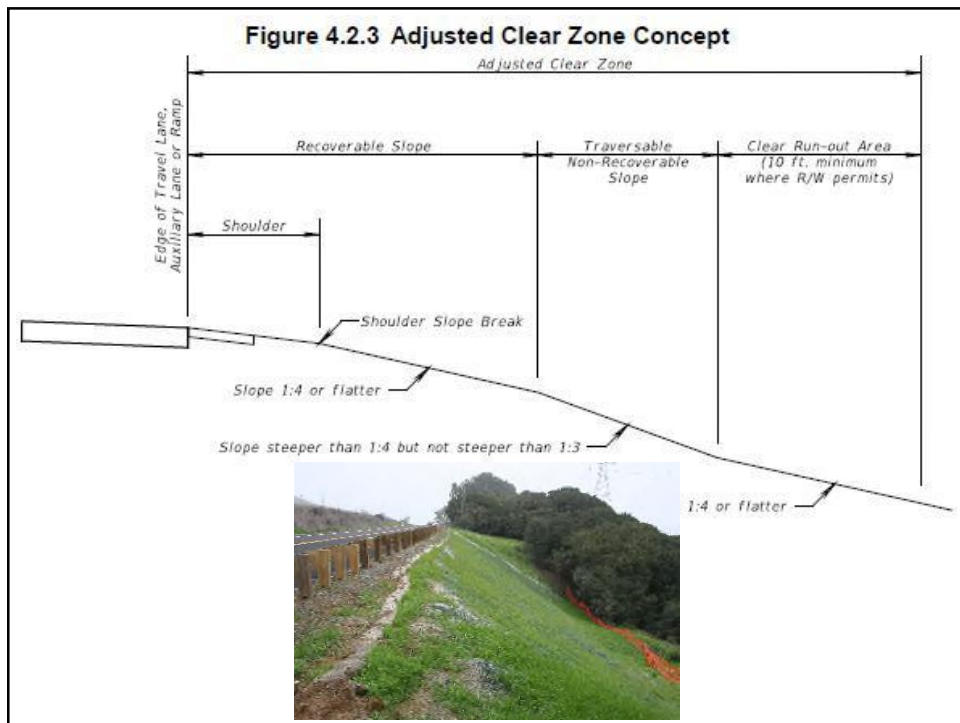 Figure 4.2.3 Adjusted Clear Zone Concept
Adjusted Clear Zone
Edge of Travel Lane,
Auxiliary Lane or Ramp
Recoverable Slope
Traversable
Non-Recoverable
Slope
Clear Run-out Area
(10 ft. minimum
where R/W permits)
Shoulder
Shoulder Slope Break
Slope 1:4 or flatter
Slope steeper than 1:4 but not steeper than 1:3
1:4 or flatter